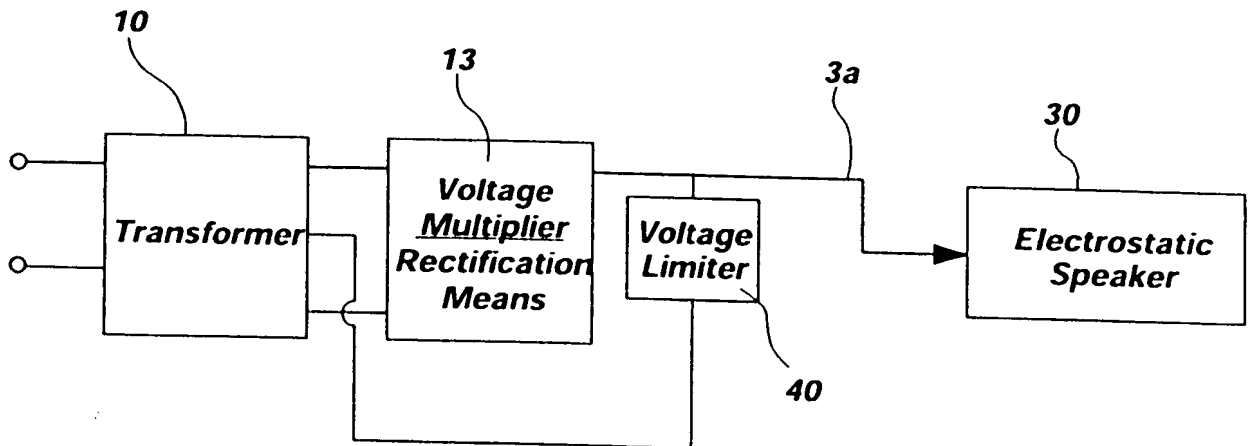 10
13
3a
30
Transformer
Voltage
Multiplier
Rectification
Means
Voltage
Limiter
Electrostatic
Speaker
40